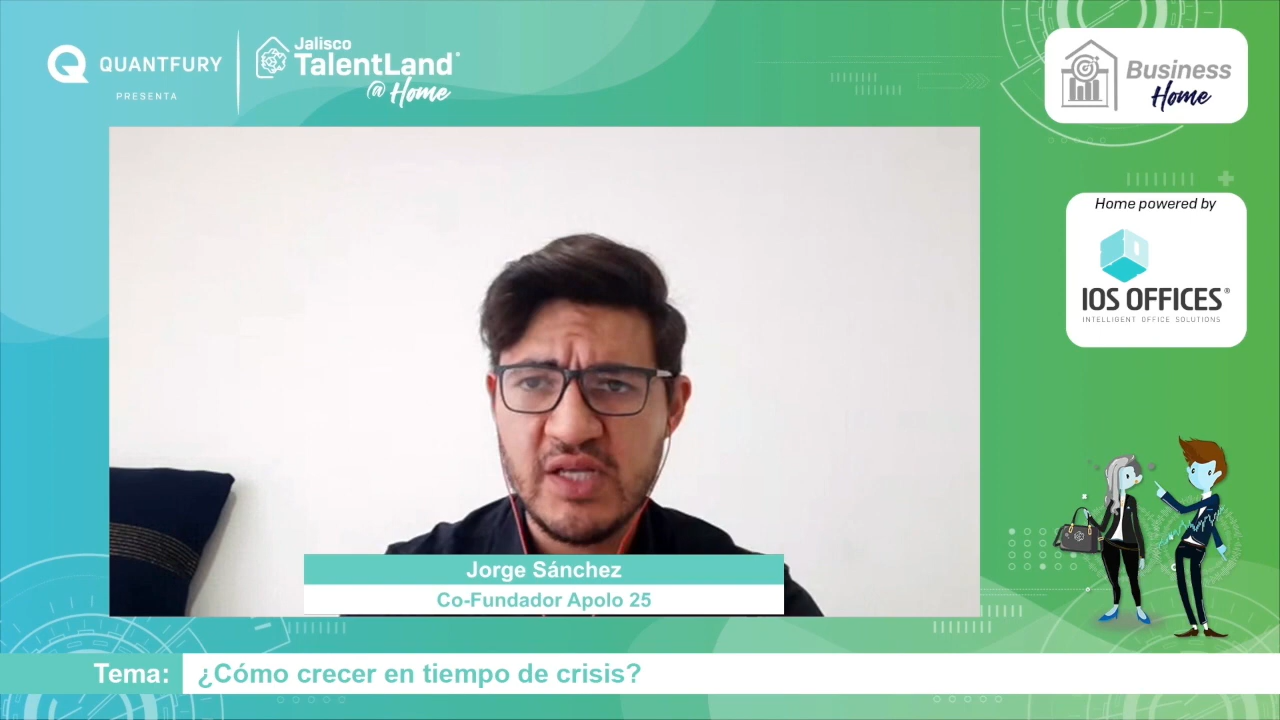 QUANTFURY
PRESENTA
Jalisco
TalentLand
@ Home
Business
Home
Home powered by
IOS OFFICES®
INTELLIGENT OFFICE SOLUTIONS
Jorge Sánchez
Co-Fundador Apolo 25
Tema: ¿Cómo crecer en tiempo de crisis?